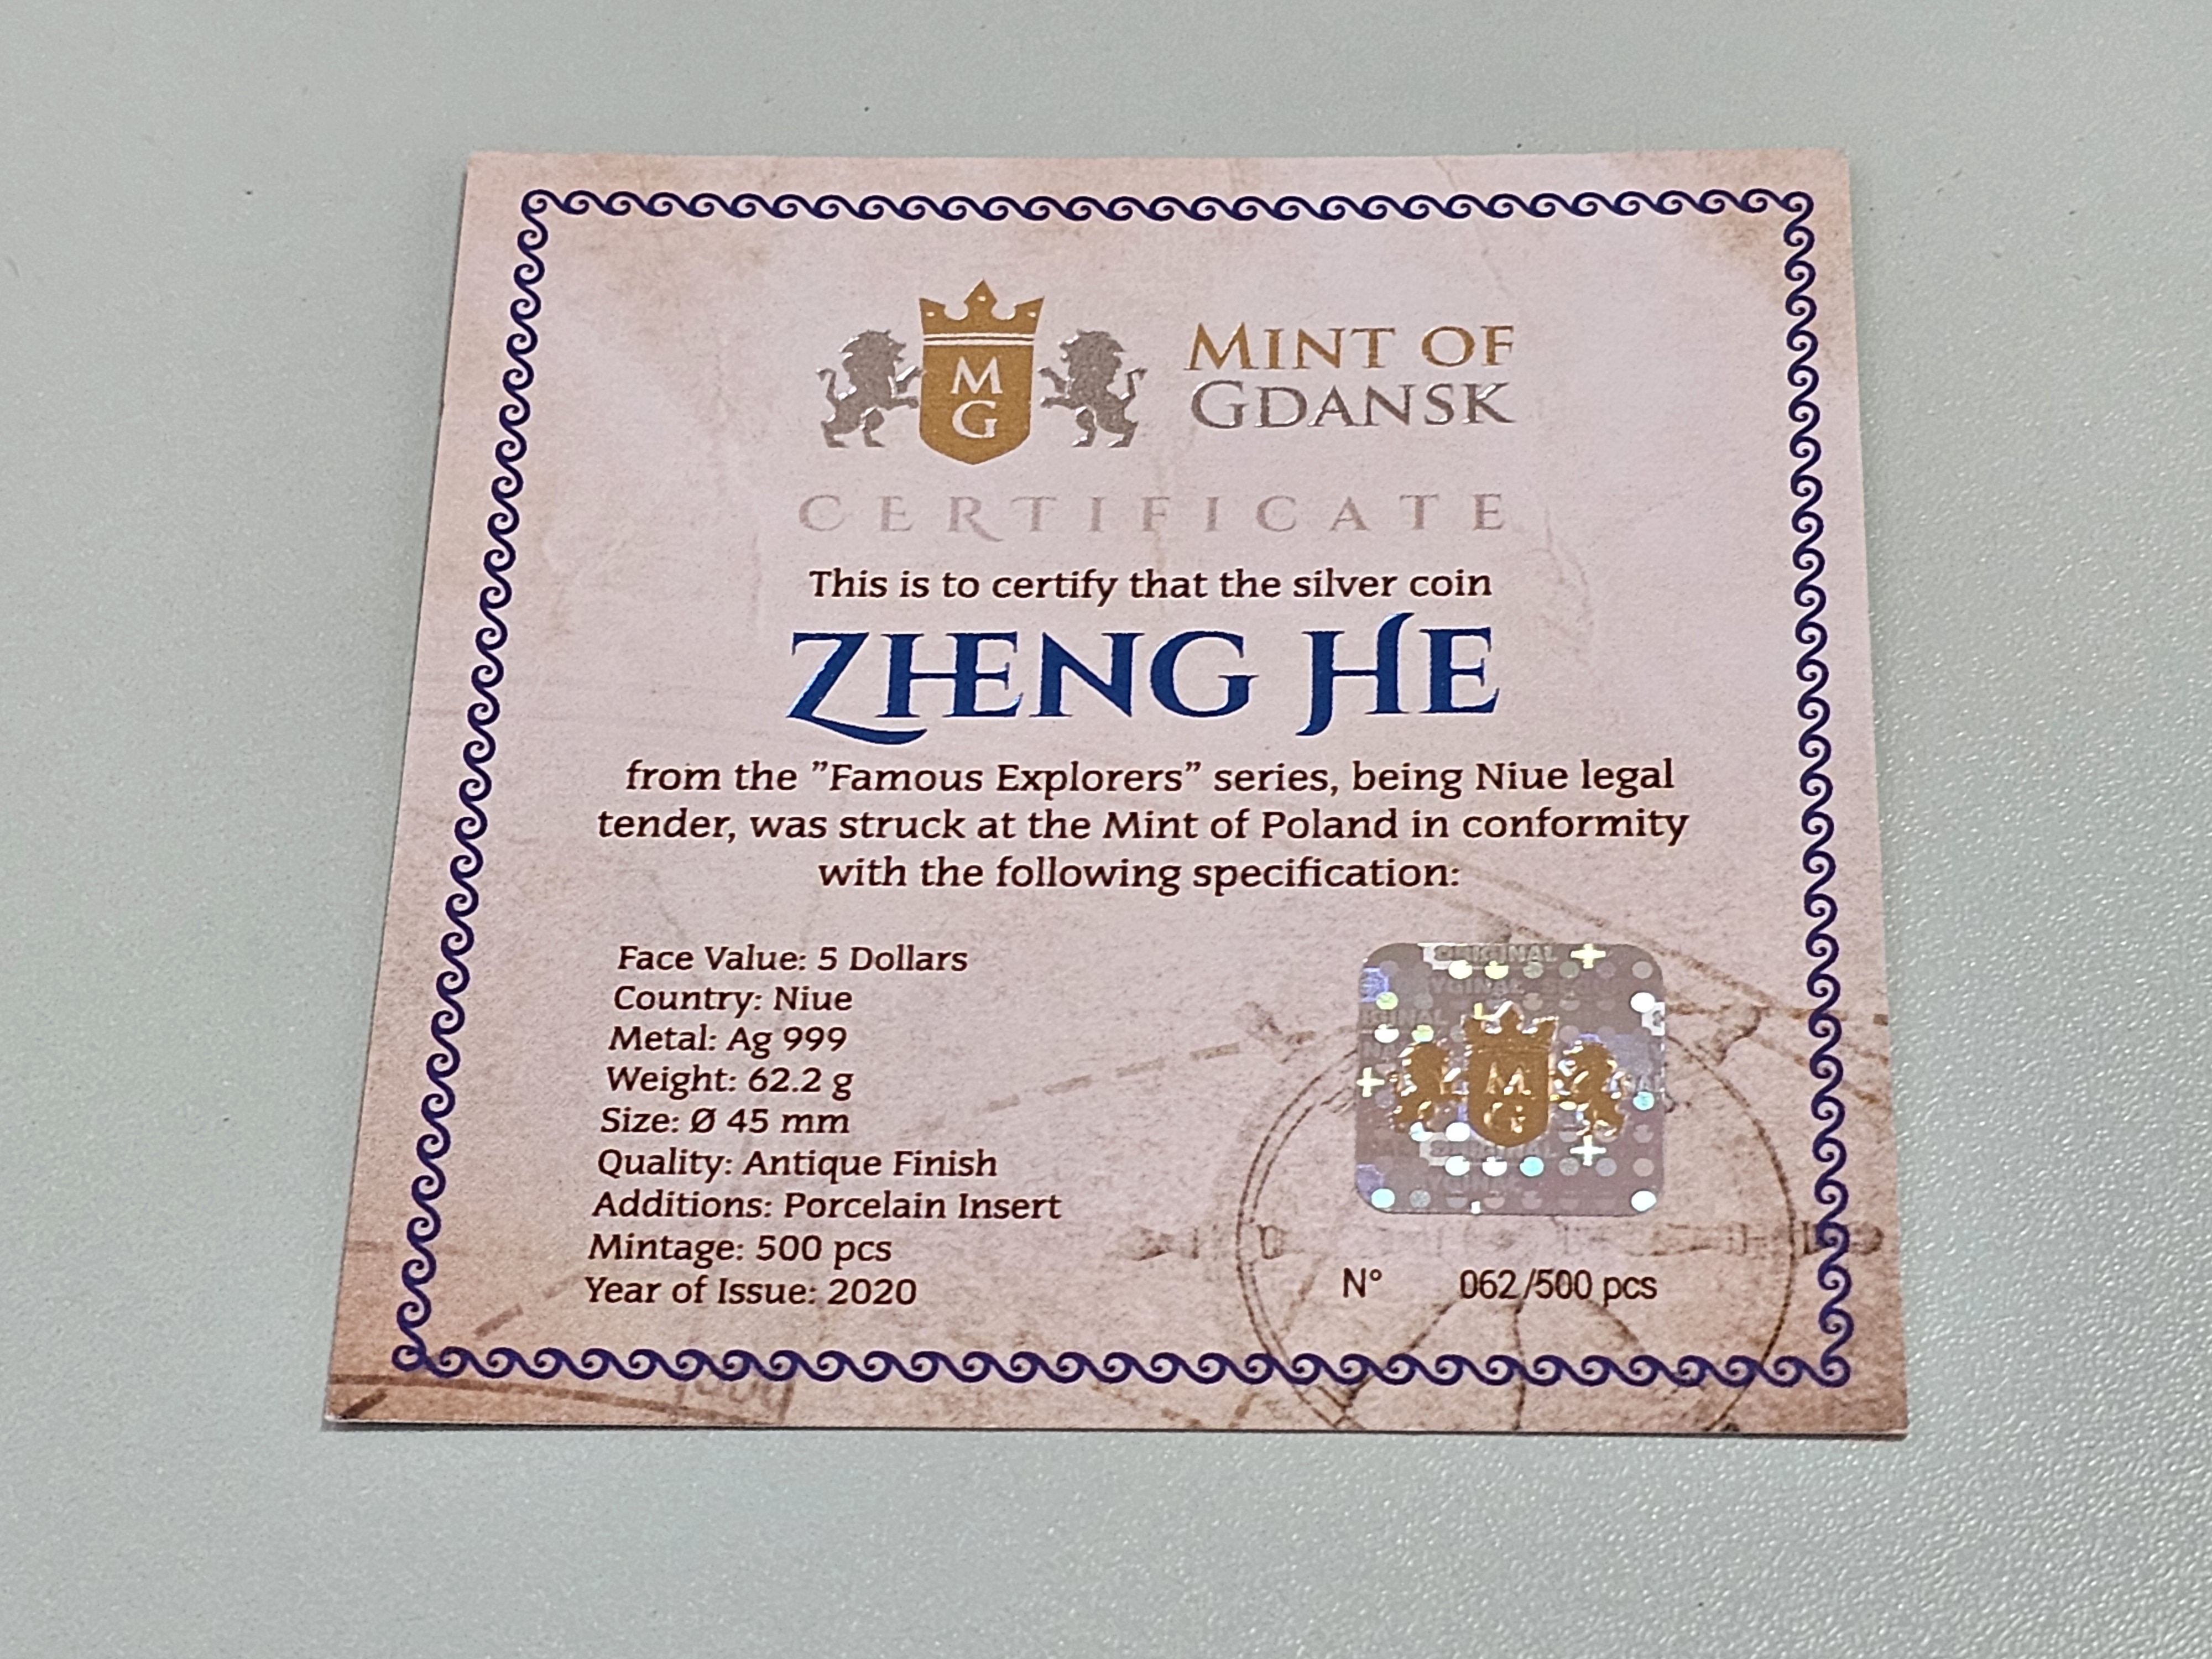 M
G
MINT OF
GDANSK
CERTIFICATE
This is to certify that the silver coin
ZHENG HE
from the ”Famous Explorers” series, being Niue legal
tender, was struck at the Mint of Poland in conformity
with the following specification:
Face Value: 5 Dollars
Country: Niue
Metal: Ag 999
Weight: 62.2 g
Size: Ø 45 mm
Quality: Antique Finish
Additions: Porcelain Insert
Mintage: 500 pcs
Year of Issue: 2020
ORIGINAL
M
G
N° 062/500 pcs